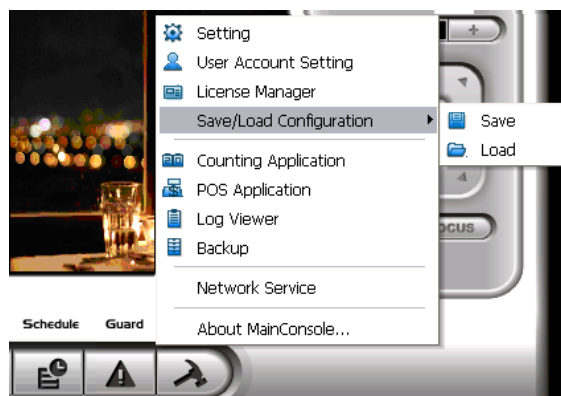 Setting
User Account Setting
License Manager
Save/Load Configuration
Save
Load
Counting Application
POS Application
Log Viewer
Backup
Network Service
About MainConsole...
Schedule
Guard